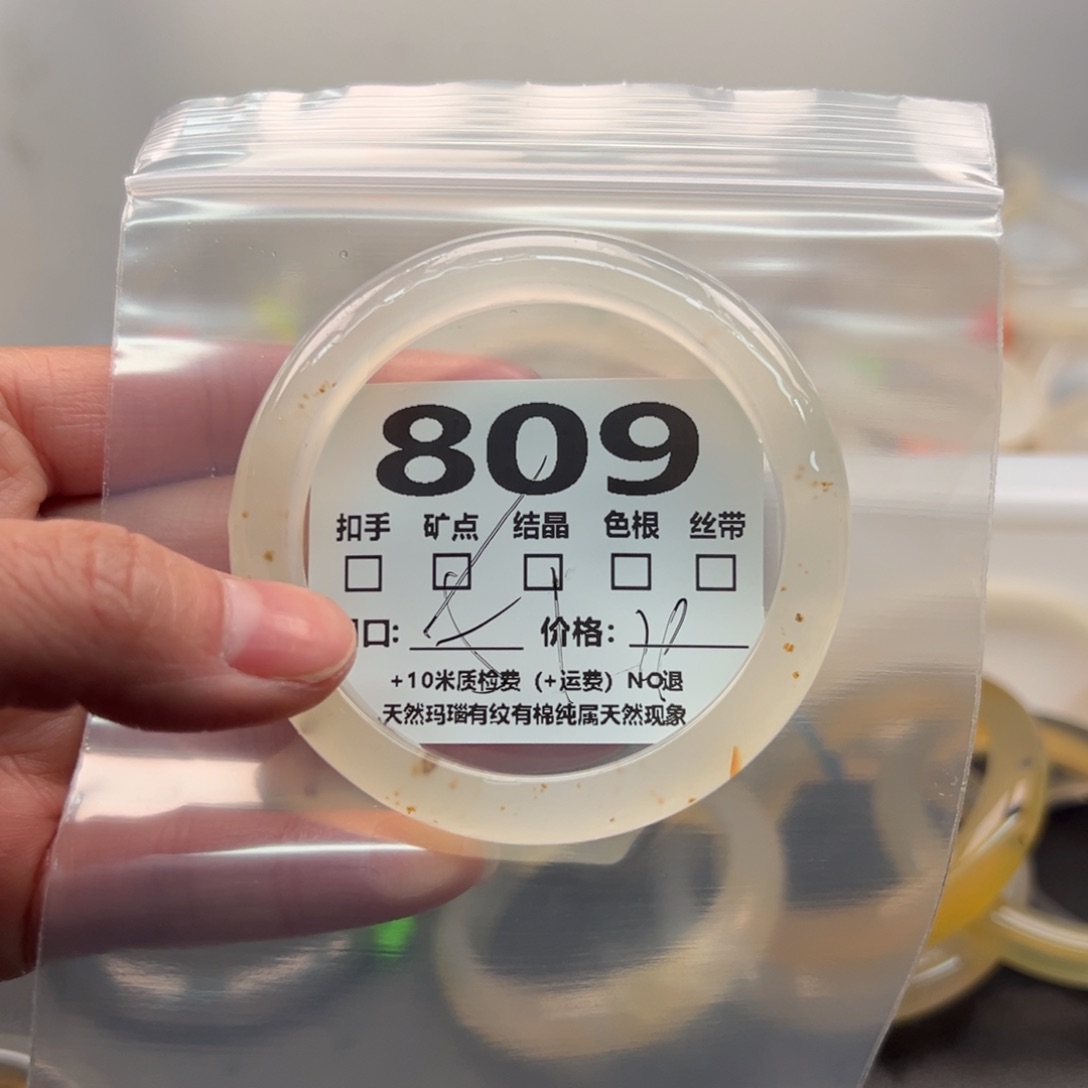 809
扣手 矿点 结晶 色根 丝带
口: 价格:
+10米质检费 (+运费) NO退
天然玛瑙有纹有棉纯属天然现象